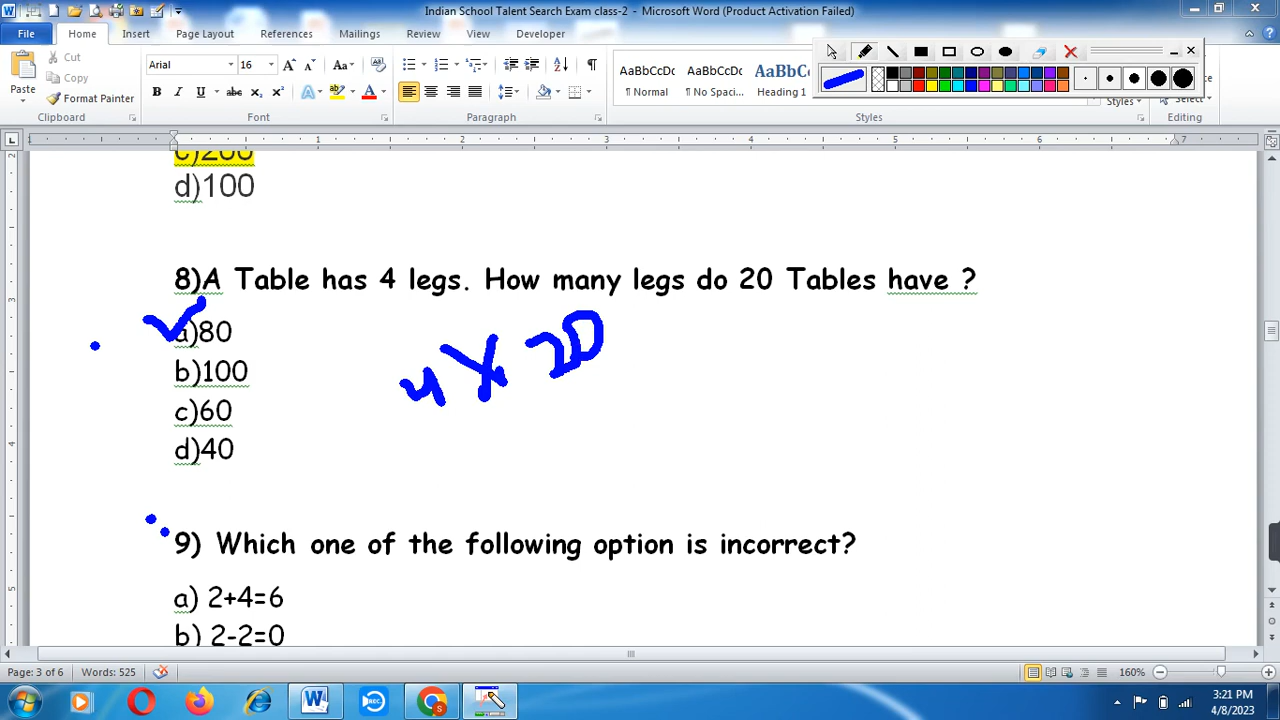 Indian School Talent Search Exam class-2 - Microsoft Word (Product Activation Failed)
File Home Insert Page Layout References Mailings Review View Developer
Cut
Copy
Format Painter
Paste
Clipboard
Arial 16
Font
Paragraph
AaBbCcDc AaBbCcDc AaBbC
¶ Normal ¶ No Spaci... Heading 1
Styles
Styles
Select
Editing
c)200
d)100
8)A Table has 4 legs. How many legs do 20 Tables have ?
a)80
b)100
c)60
d)40
4 X 20
9) Which one of the following option is incorrect?
a) 2+4=6
b) 2-2=0
Page: 3 of 6 Words: 525 160%
3:21 PM
4/8/2023